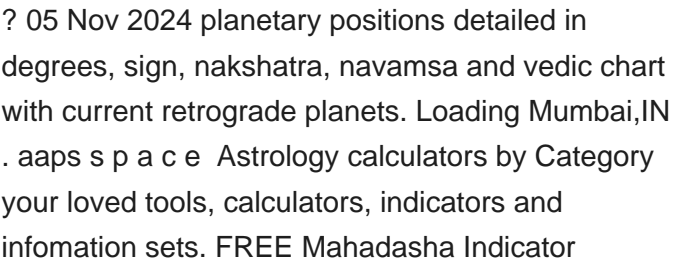 ? 05 Nov 2024 planetary positions detailed in
degrees, sign, nakshatra, navamsa and vedic chart
with current retrograde planets. Loading Mumbai,IN
. aaps s p a c e  Astrology calculators by Category
your loved tools, calculators, indicators and
infomation sets. FREE Mahadasha Indicator